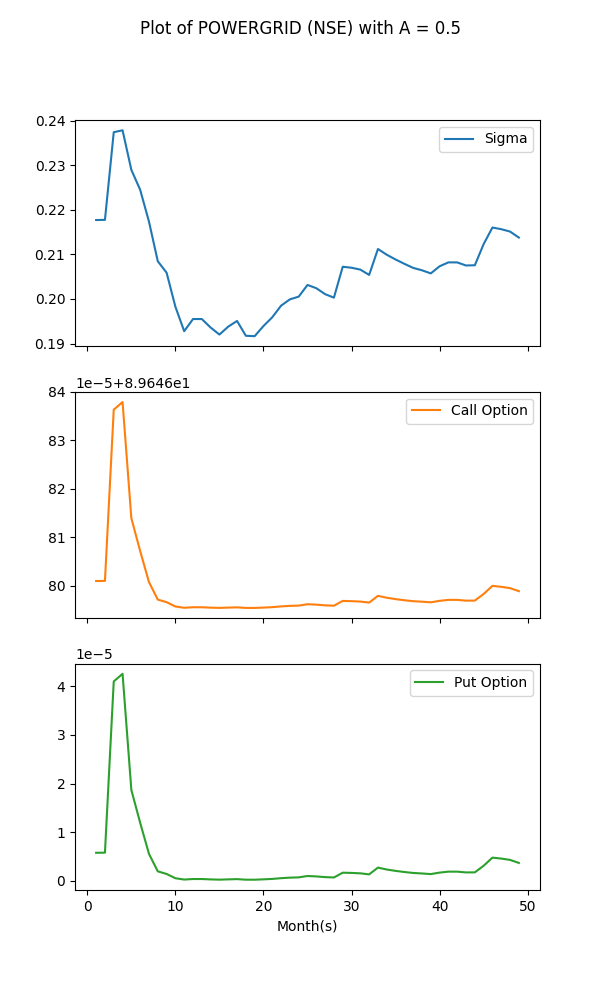 Plot of POWERGRID (NSE) with A = 0.5
0.24
0.23
0.22
0.21
0.20
0.19
Sigma
1e−5+8.9646e1
84
83
82
81
80
Call Option
1e−5
4
3
2
1
0
Put Option
0 10 20 30 40 50
Month(s)